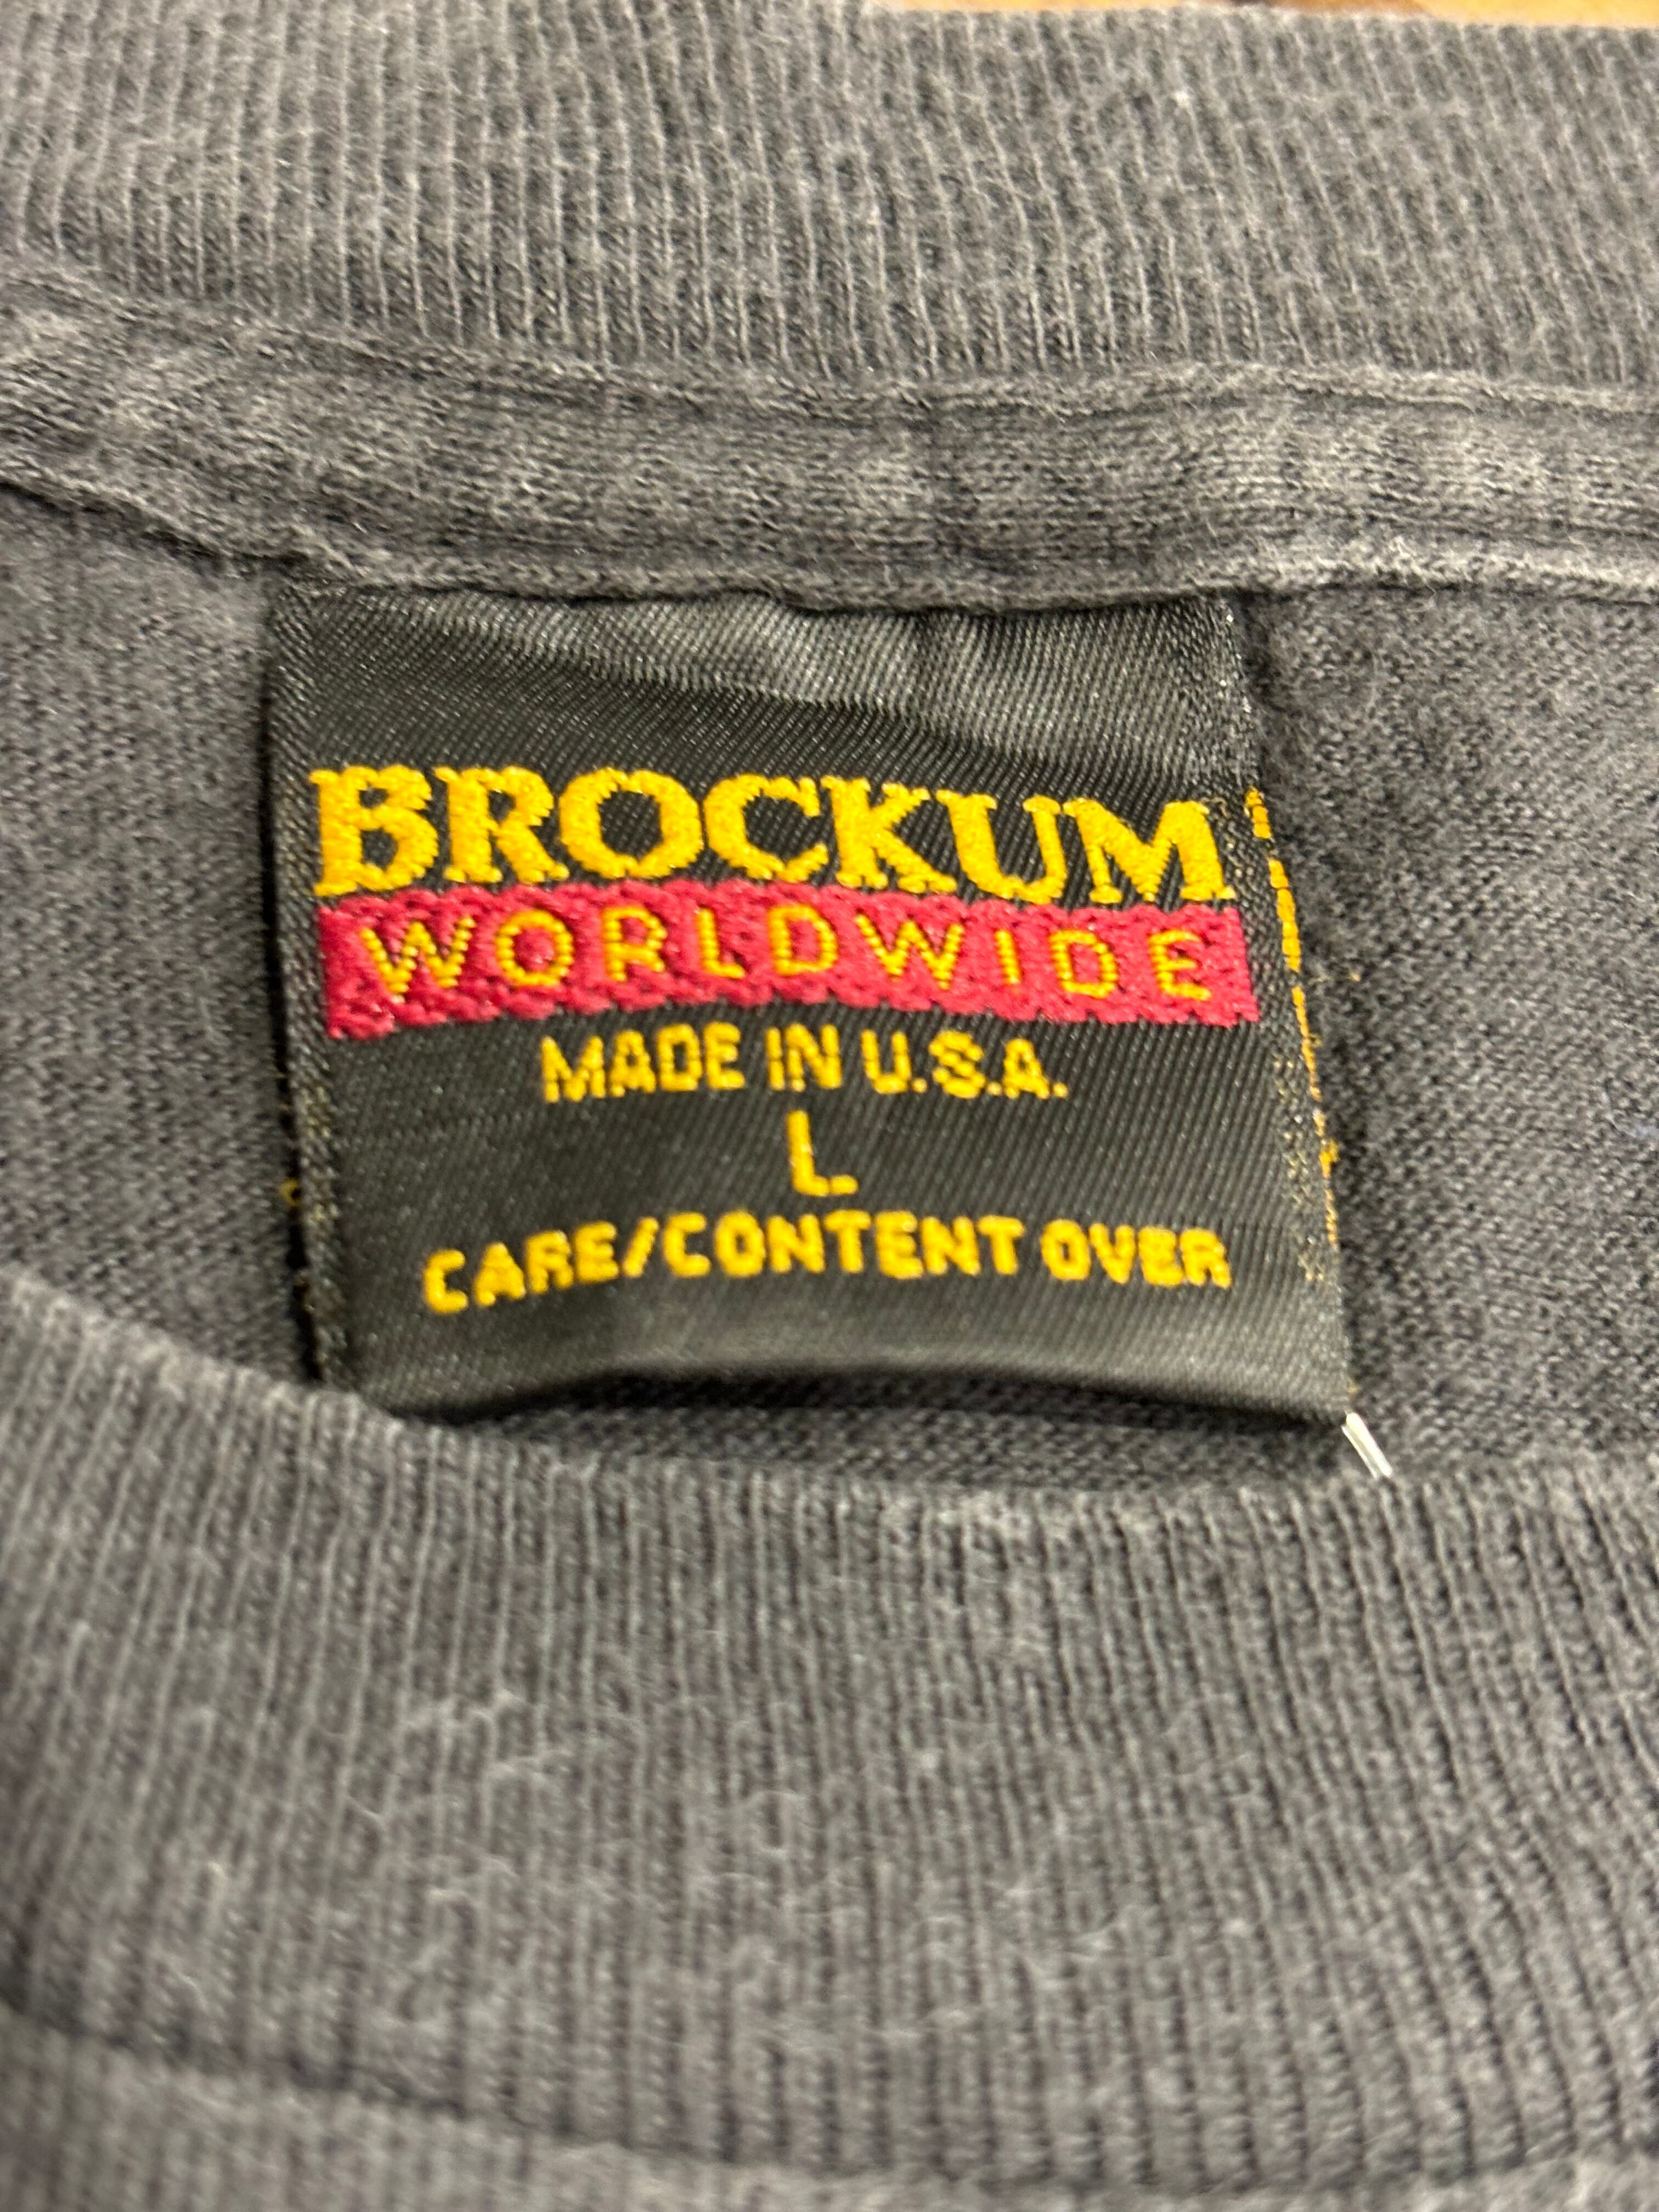 BROCKUM
WORLDWIDE
MADE IN U.S.A.
L
CARE/CONTENT OVER